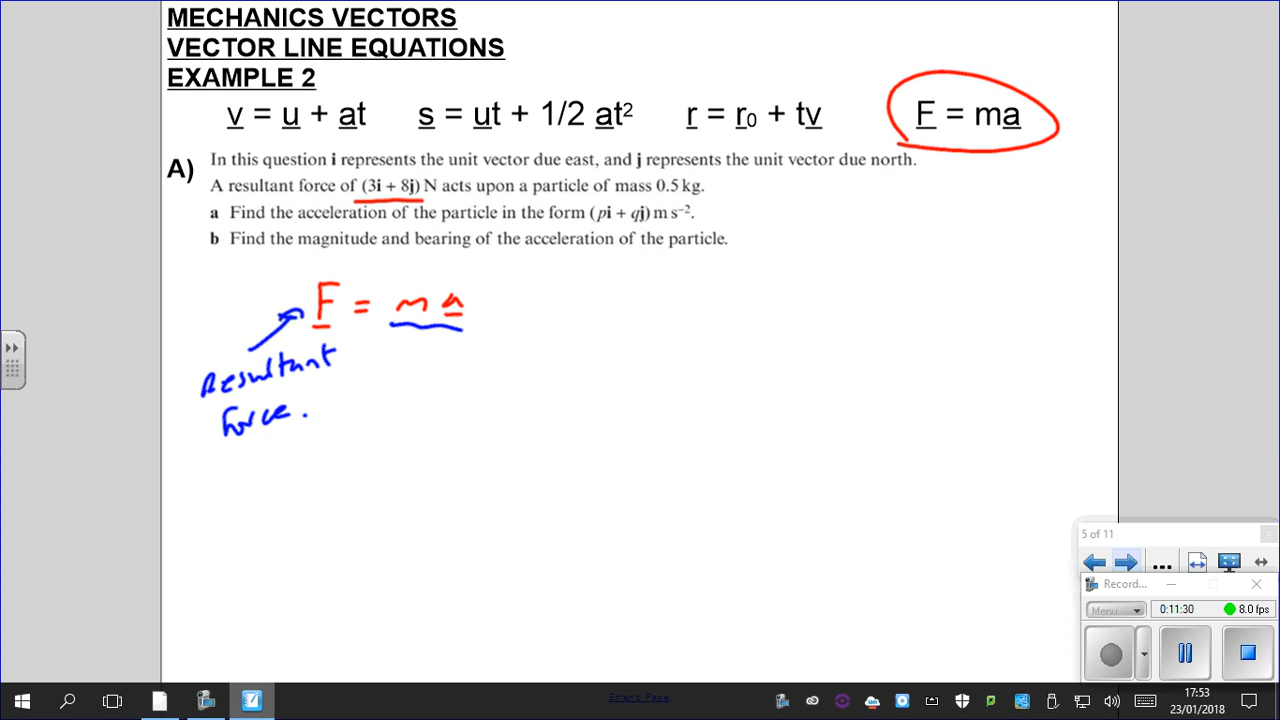 MECHANICS VECTORS
VECTOR LINE EQUATIONS
EXAMPLE 2
v = u + at s = ut + 1/2 at² r = r₀ + tv F = ma
A) In this question i represents the unit vector due east, and j represents the unit vector due north.
A resultant force of (3i + 8j) N acts upon a particle of mass 0.5 kg.
a Find the acceleration of the particle in the form (pi + qj) m s⁻².
b Find the magnitude and bearing of the acceleration of the particle.
F = m a
Resultant
Force.
5 of 11
...
Record...
Menu
0:11:30 8.0 fps
Extend Page
17:53
23/01/2018